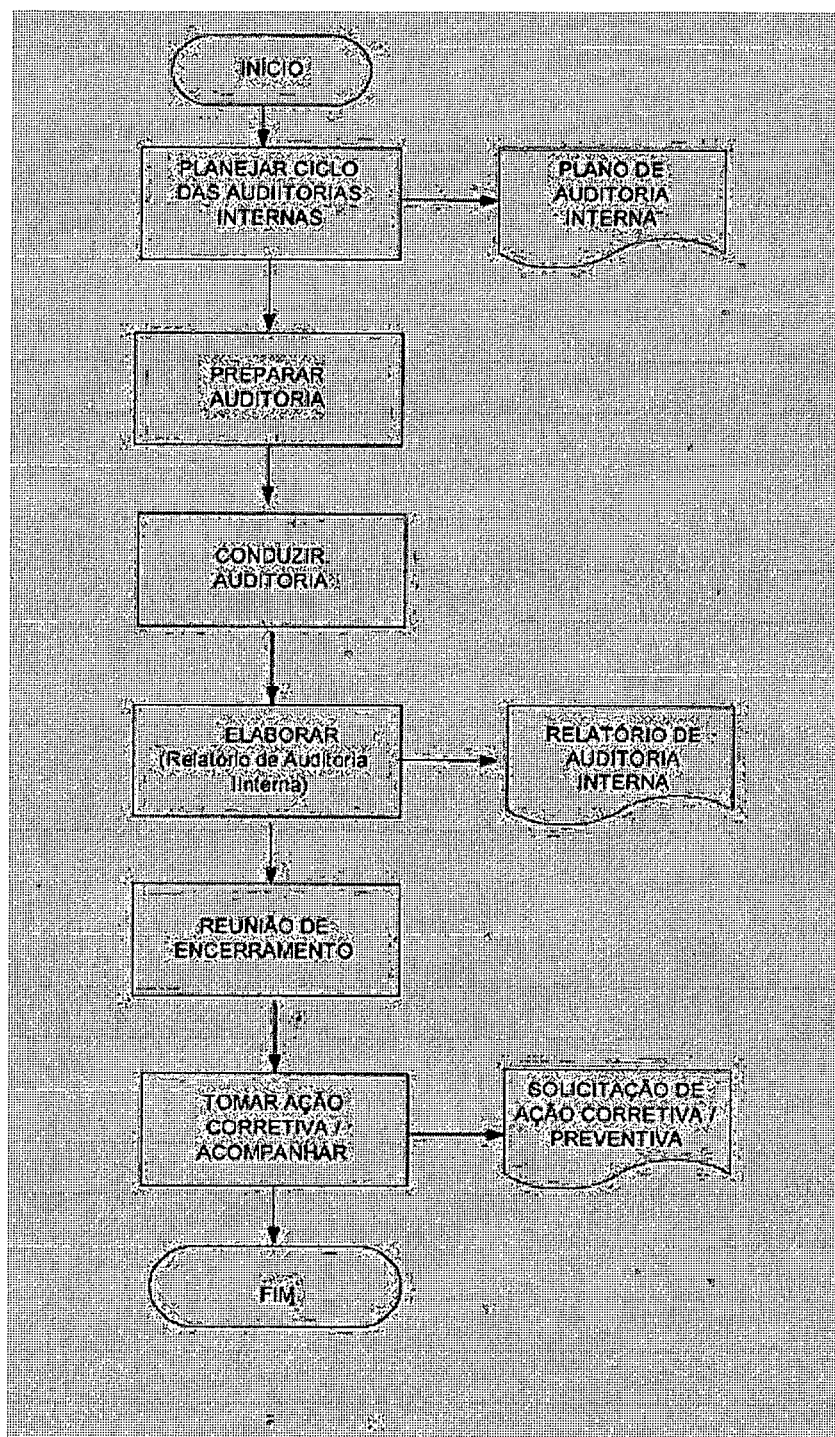 INÍCIO
PLANEJAR CICLO
DAS AUDITORIAS
INTERNAS
PLANO DE
AUDITORIA
INTERNA
PREPARAR
AUDITORIA
CONDUZIR
AUDITORIA
ELABORAR
(Relatório de Auditoria
IInterna)
RELATÓRIO DE
AUDITORIA
INTERNA
REUNIÃO DE
ENCERRAMENTO
TOMAR AÇÃO
CORRETIVA /
ACOMPANHAR
SOLICITAÇÃO DE
AÇÃO CORRETIVA /
PREVENTIVA
FIM